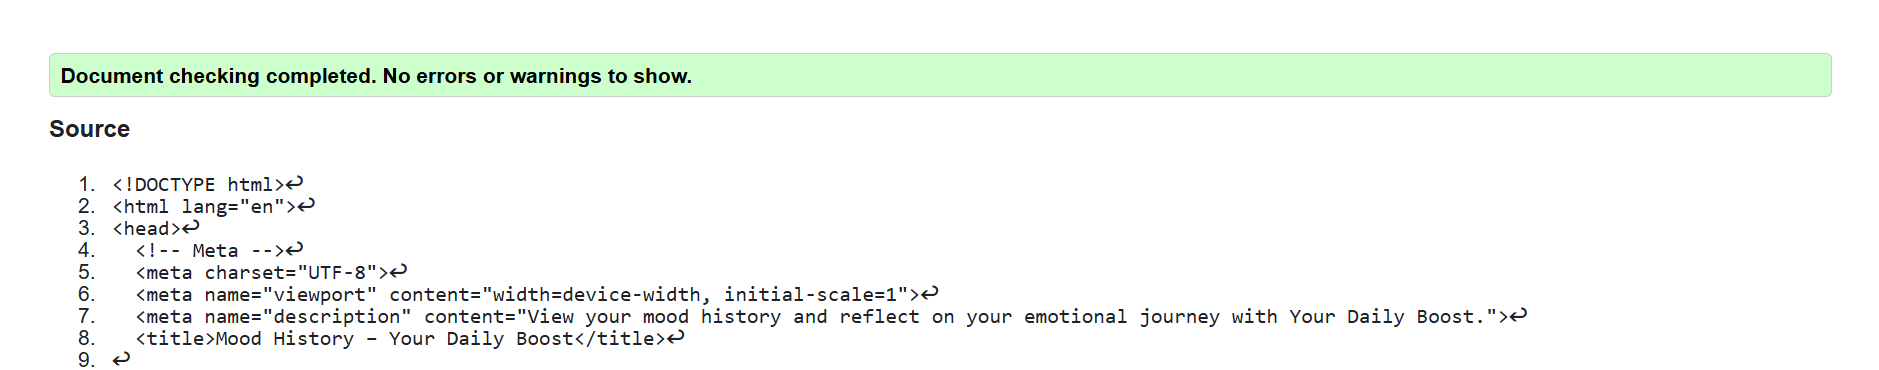 Document checking completed. No errors or warnings to show.
Source
1. <!DOCTYPE html>↩
2. <html lang="en">↩
3. <head>↩
4.   <!-- Meta -->↩
5.   <meta charset="UTF-8">↩
6.   <meta name="viewport" content="width=device-width, initial-scale=1">↩
7.   <meta name="description" content="View your mood history and reflect on your emotional journey with Your Daily Boost.">↩
8.   <title>Mood History – Your Daily Boost</title>↩
9. ↩